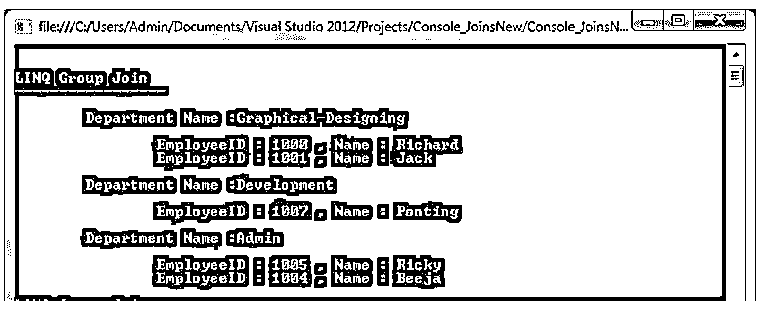 file:///C:/Users/Admin/Documents/Visual Studio 2012/Projects/Console_JoinsNew/Console_JoinsN...
LINQ Group Join
Department Name :Graphical-Designing
EmployeeID : 1000 , Name : Richard
EmployeeID : 1001 , Name : Jack
Department Name :Development
EmployeeID : 1007 , Name : Ponting
Department Name :Admin
EmployeeID : 1005 , Name : Ricky
EmployeeID : 1004 , Name : Beeja